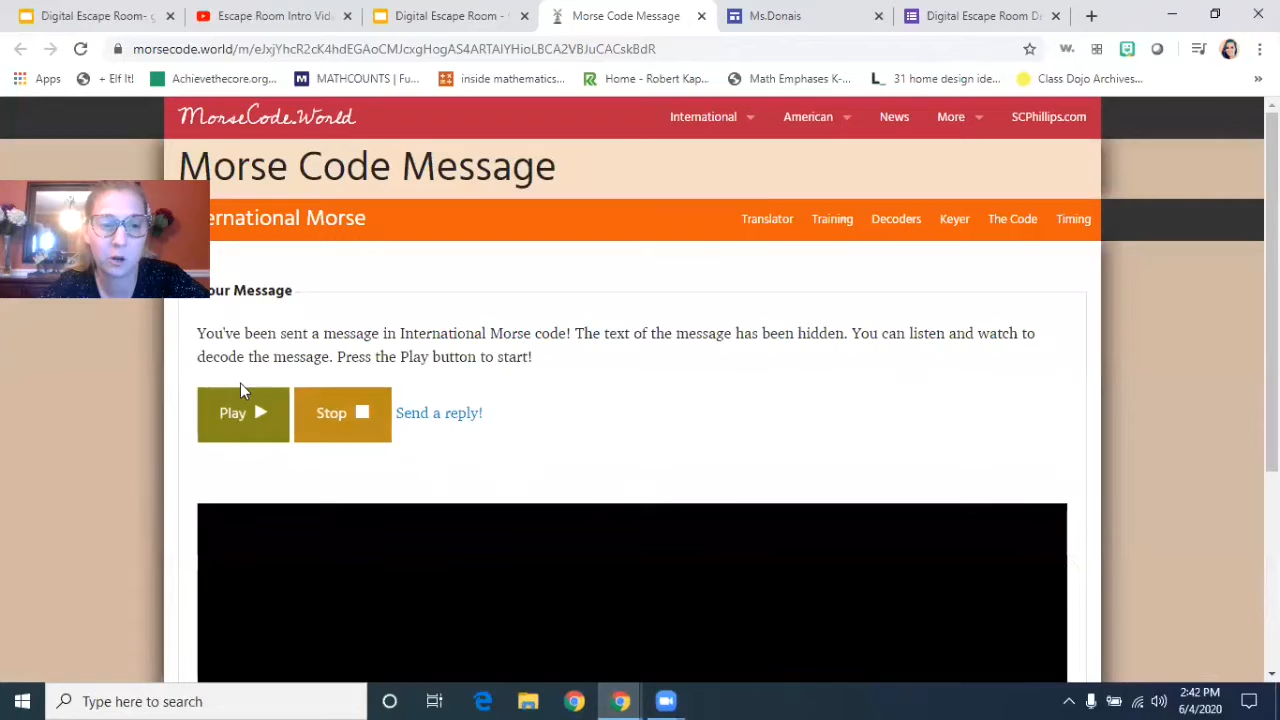 Digital Escape Room- g
Escape Room Intro Vid
Digital Escape Room -
Morse Code Message
Ms.Donais
Digital Escape Room D
morsecode.world/m/eJxjYhcR2cK4hdEGAoCMJcxgHogAS4ARTAIYHioLBCA2VBJuCACskBdR
Apps
+ Elf It!
Achievethecore.org...
MATHCOUNTS | Fu...
inside mathematics...
Home - Robert Kap...
Math Emphases K-...
31 home design ide...
Class Dojo Archives...
MorseCode.World
International
American
News
More
SCPhillips.com
Morse Code Message
ernational Morse
Translator
Training
Decoders
Keyer
The Code
Timing
our Message
You've been sent a message in International Morse code! The text of the message has been hidden. You can listen and watch to
decode the message. Press the Play button to start!
Play
Stop
Send a reply!
Type here to search
2:42 PM
6/4/2020